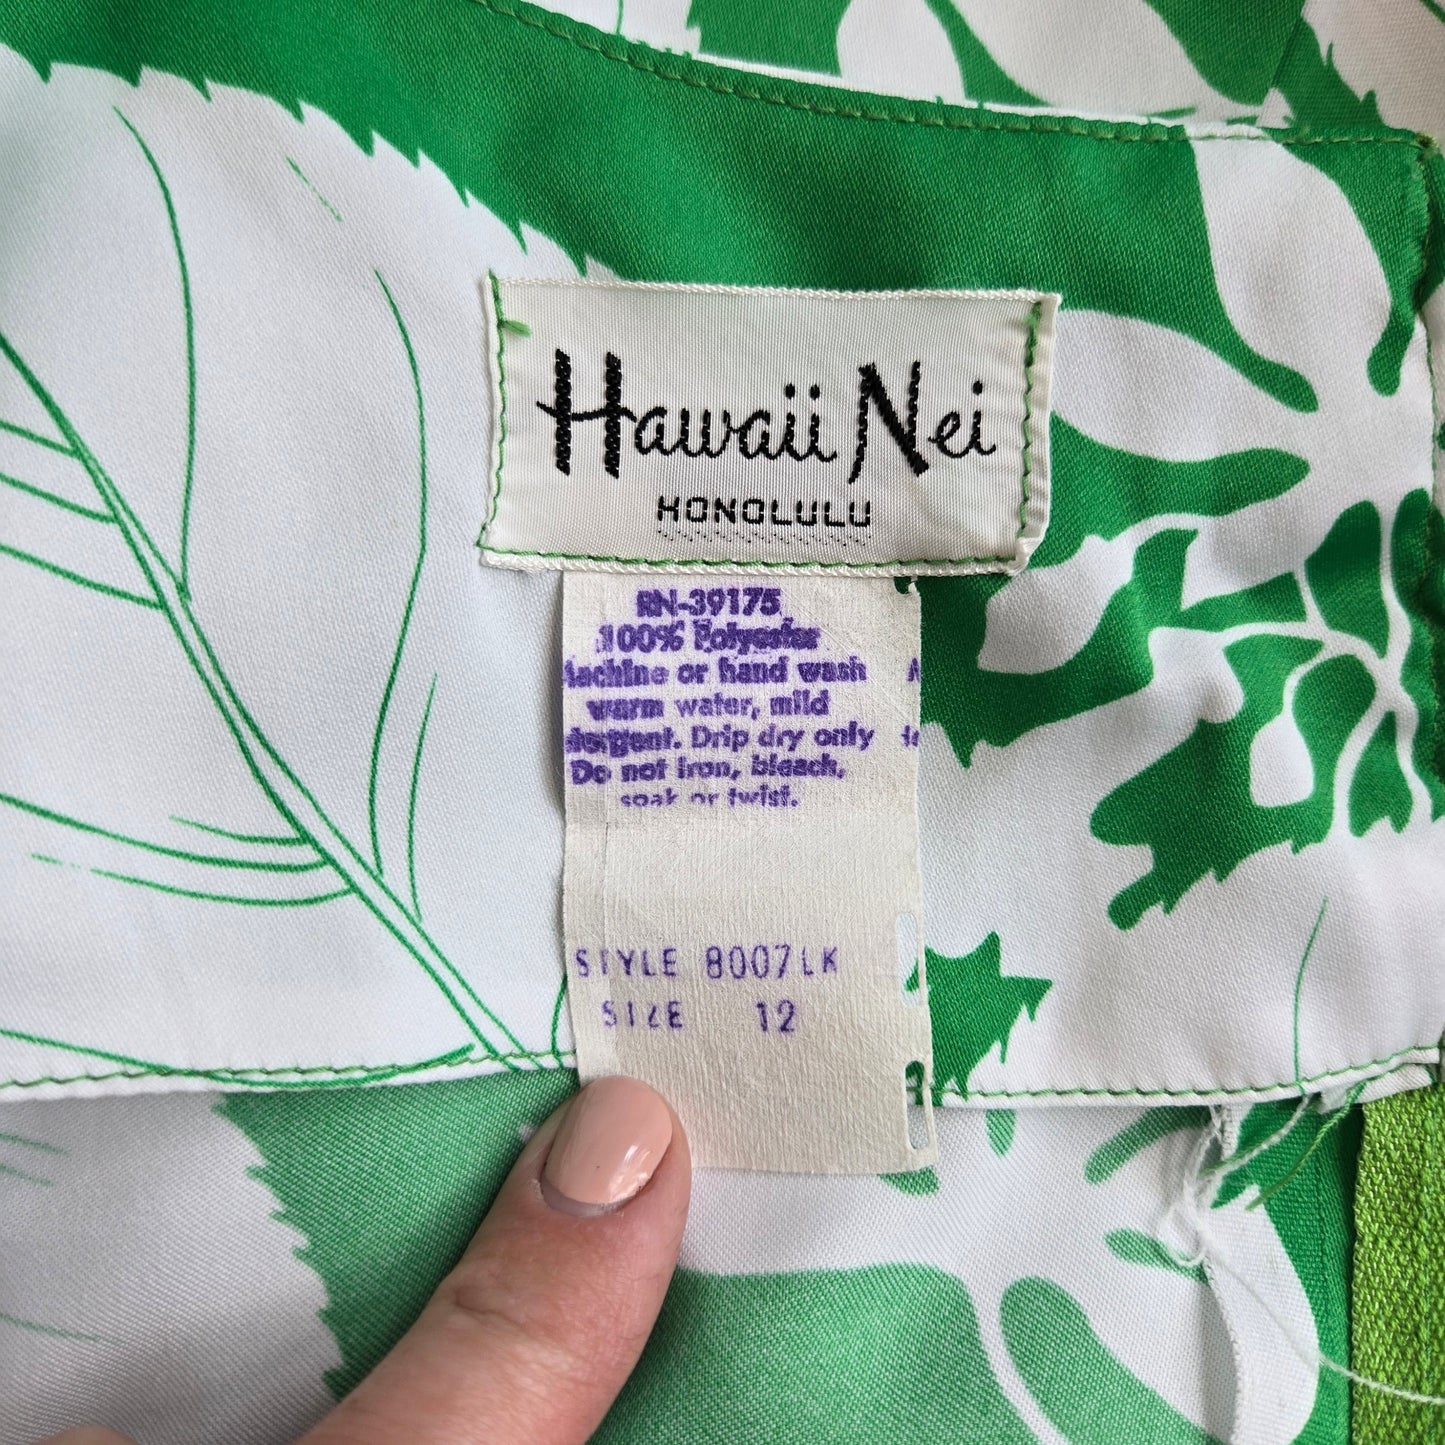 Hawaii Nei
HONOLULU
RN-39175
100% Polyester
Machine or hand wash
warm water, mild
detergent. Drip dry only
Do not iron, bleach,
soak or twist.
STYLE 8007LK
SIZE 12